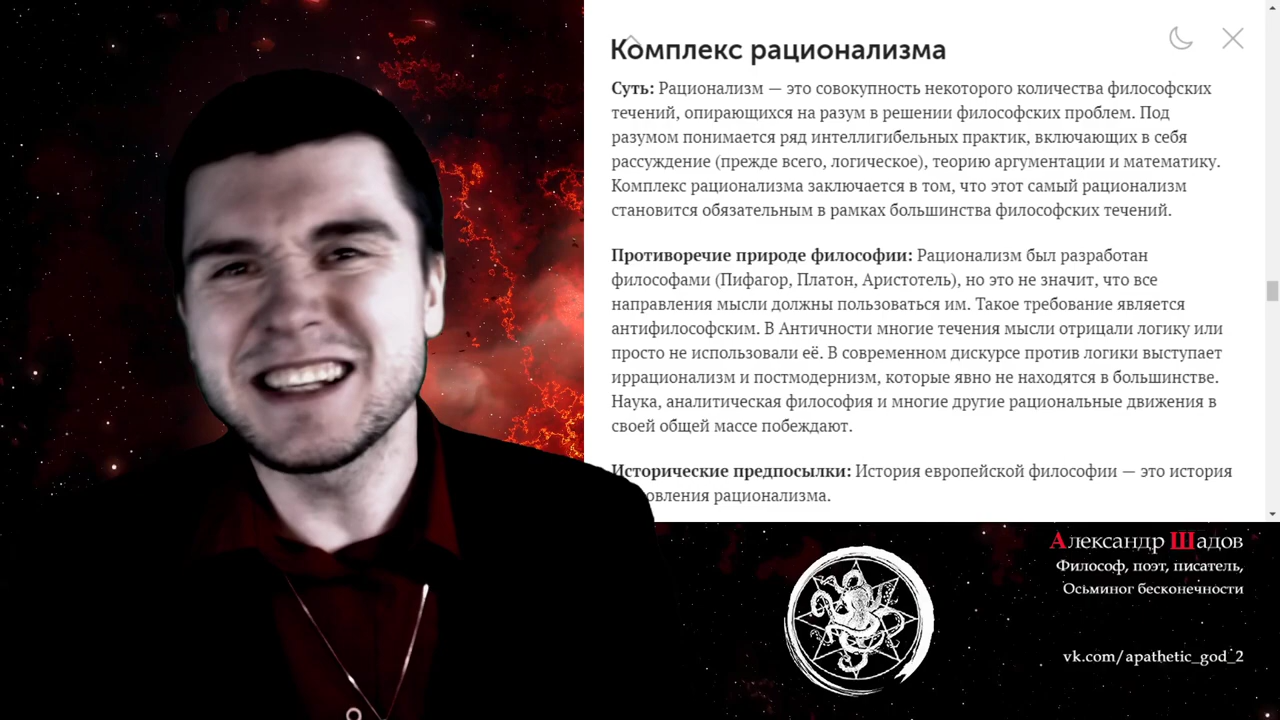 Комплекс рационализма
Суть: Рационализм — это совокупность некоторого количества философских
течений, опирающихся на разум в решении философских проблем. Под
разумом понимается ряд интеллигибельных практик, включающих в себя
рассуждение (прежде всего, логическое), теорию аргументации и математику.
Комплекс рационализма заключается в том, что этот самый рационализм
становится обязательным в рамках большинства философских течений.
Противоречие природе философии: Рационализм был разработан
философами (Пифагор, Платон, Аристотель), но это не значит, что все
направления мысли должны пользоваться им. Такое требование является
антифилософским. В Античности многие течения мысли отрицали логику или
просто не использовали её. В современном дискурсе против логики выступает
иррационализм и постмодернизм, которые явно не находятся в большинстве.
Наука, аналитическая философия и многие другие рациональные движения в
своей общей массе побеждают.
Исторические предпосылки: История европейской философии — это история
овления рационализма.
Александр Шадов
Философ, поэт, писатель,
Осьминог бесконечности
vk.com/apathetic_god_2